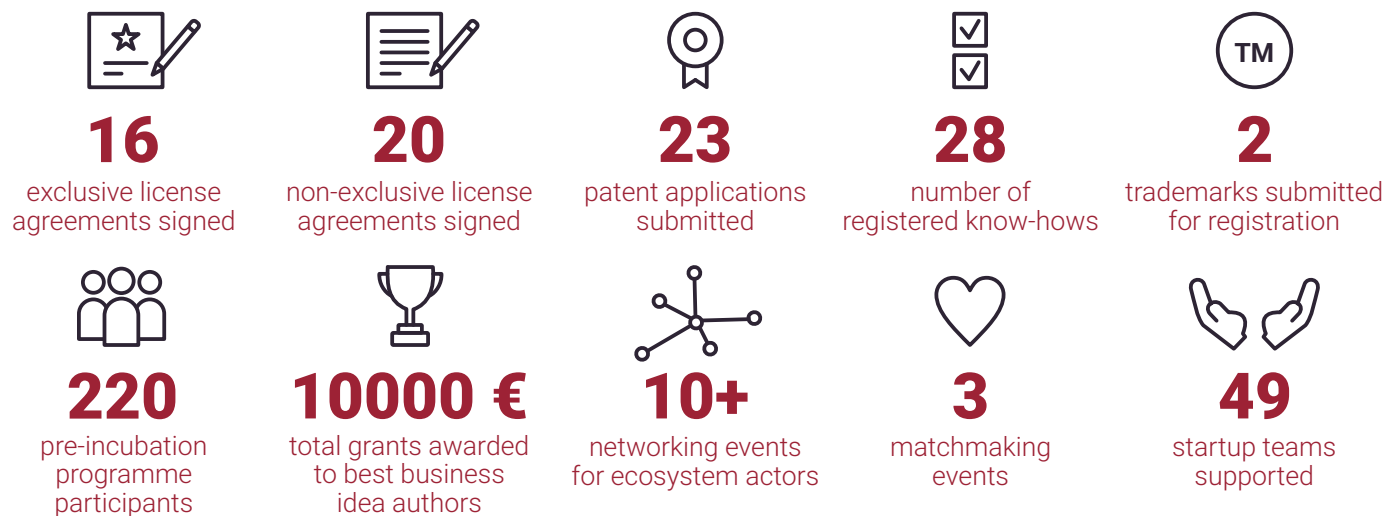 TM
16
exclusive license
agreements signed
20
non-exclusive license
agreements signed
23
patent applications
submitted
28
number of
registered know-hows
2
trademarks submitted
for registration
220
pre-incubation
programme
participants
10000 €
total grants awarded
to best business
idea authors
10+
networking events
for ecosystem actors
3
matchmaking
events
49
startup teams
supported